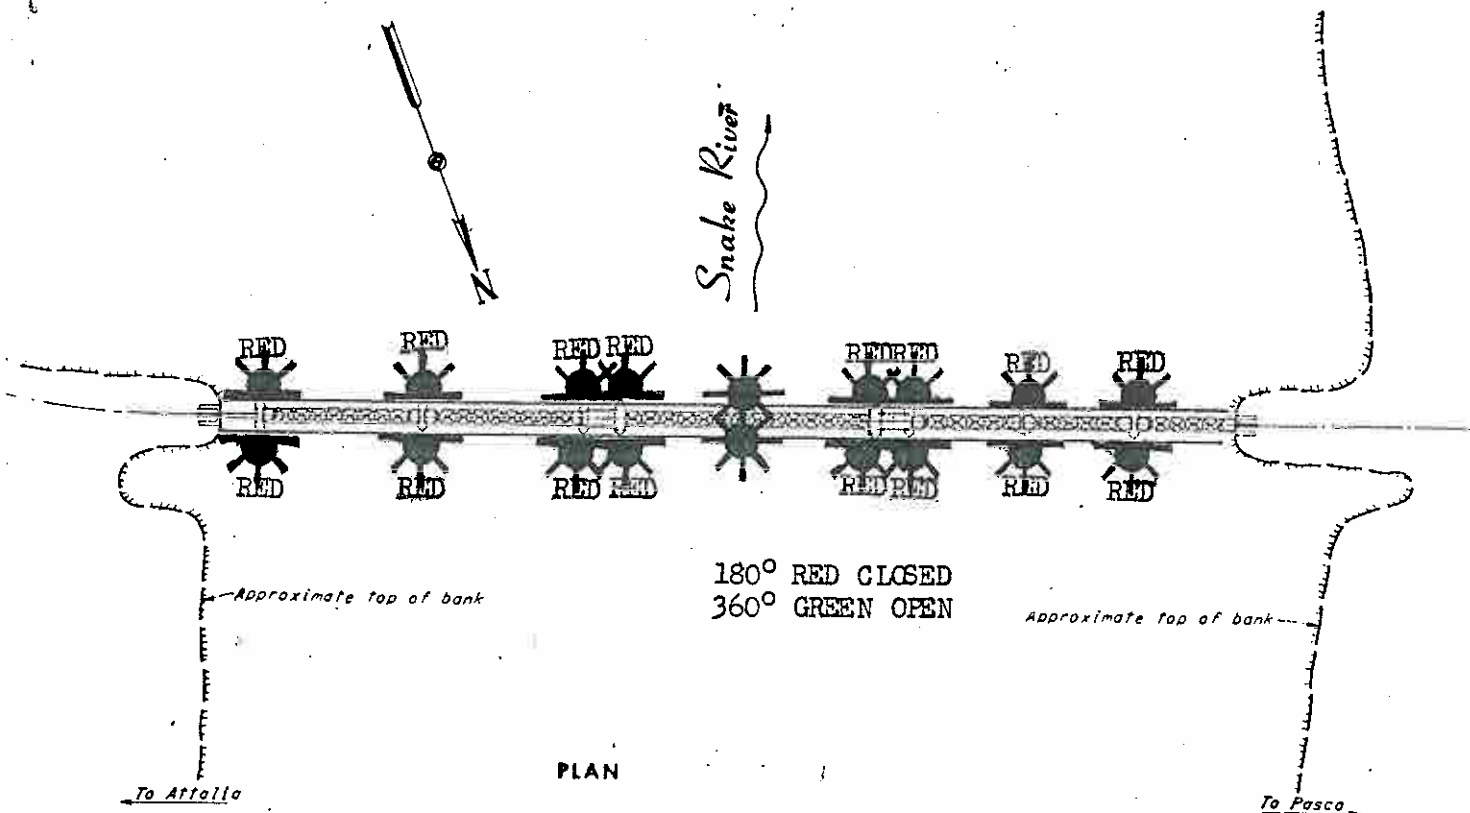 Snake River
N
RED RED RED RED RED RED RED RED
RED RED RED RED RED RED RED RED
180° RED CLOSED
360° GREEN OPEN
Approximate top of bank
Approximate top of bank
PLAN
To Attalia
To Pasco